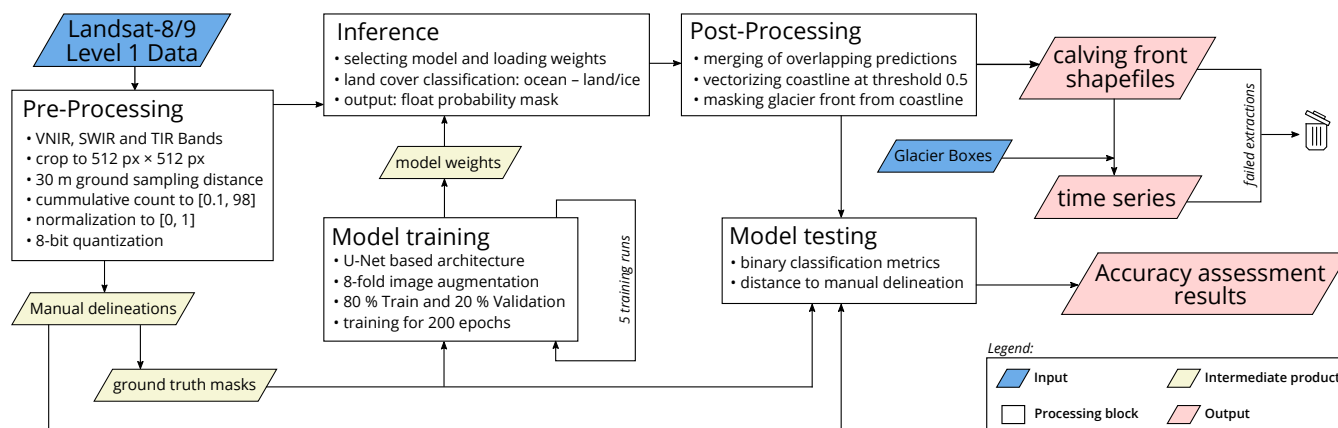 Landsat-8/9
Level 1 Data
Pre-Processing
• VNIR, SWIR and TIR Bands
• crop to 512 px × 512 px
• 30 m ground sampling distance
• cummulative count to [0.1, 98]
• normalization to [0, 1]
• 8-bit quantization
Manual delineations
ground truth masks
Inference
• selecting model and loading weights
• land cover classification: ocean – land/ice
• output: float probability mask
model weights
Model training
• U-Net based architecture
• 8-fold image augmentation
• 80 % Train and 20 % Validation
• training for 200 epochs
5 training runs
Post-Processing
• merging of overlapping predictions
• vectorizing coastline at threshold 0.5
• masking glacier front from coastline
Glacier Boxes
Model testing
• binary classification metrics
• distance to manual delineation
calving front
shapefiles
time series
failed extractions
Accuracy assessment
results
Legend:
Input
Intermediate product
Processing block
Output